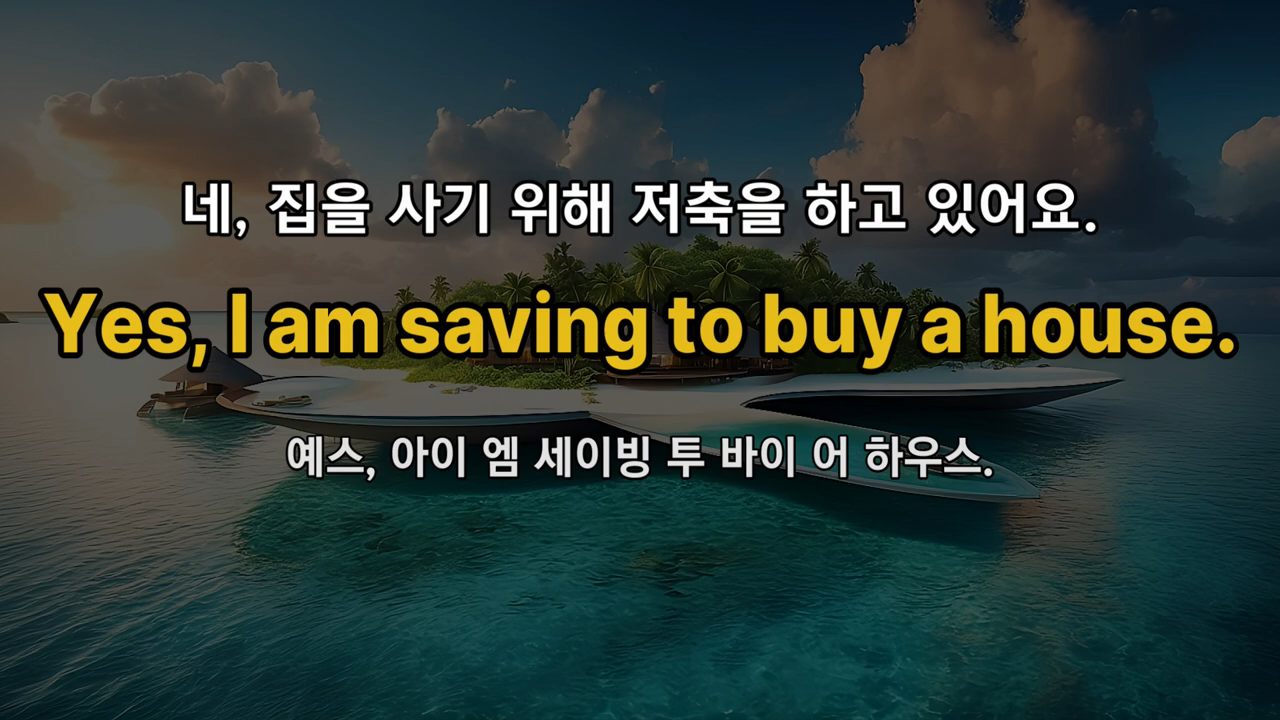 네, 집을 사기 위해 저축을 하고 있어요.
Yes, I am saving to buy a house.
예스, 아이 엠 세이빙 투 바이 어 하우스.